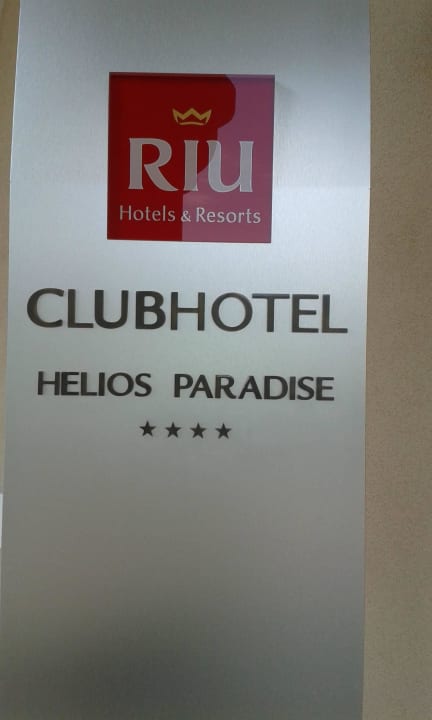 RIU
Hotels & Resorts
CLUBHOTEL
HELIOS PARADISE
★★★★